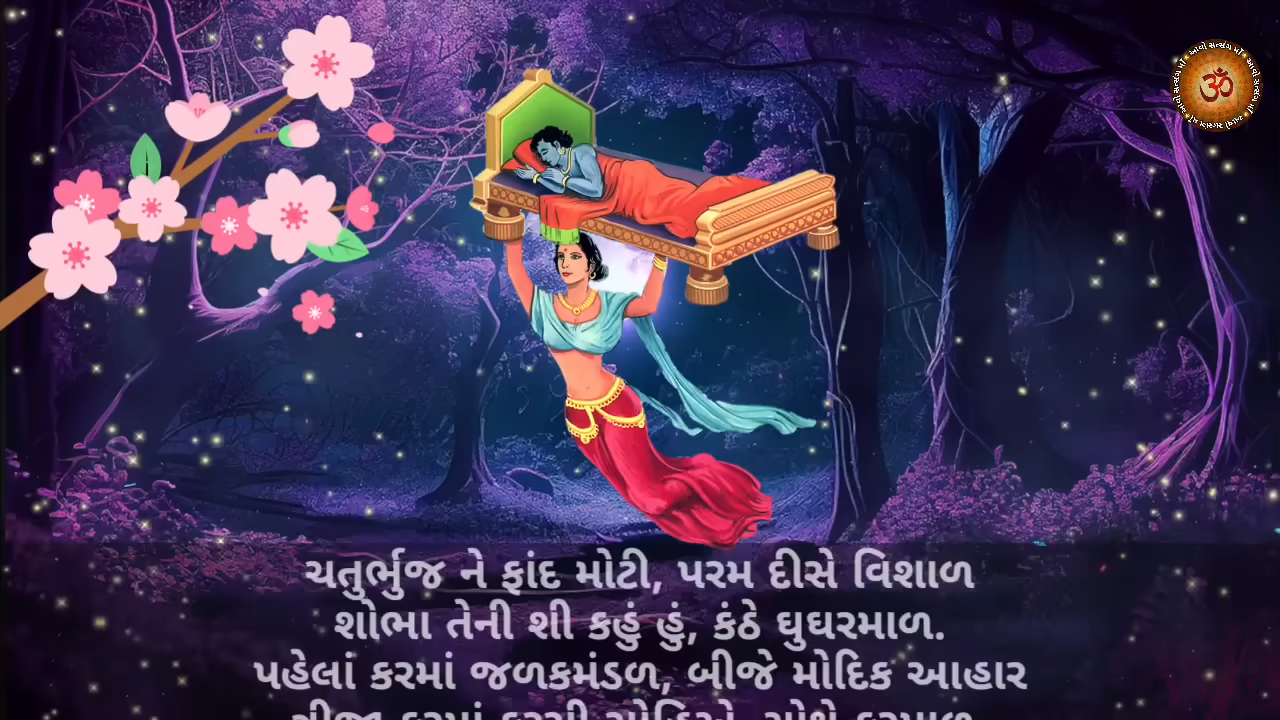 ચતુર્ભુજ ને ફાંદ મોટી, પરમ દીસે વિશાળ
શોભા તેની શી કહું હું, કંઠે ઘુઘરમાળ.
પહેલાં કરમાં જળકમંડળ, બીજે મોદિક આહાર
ૐ